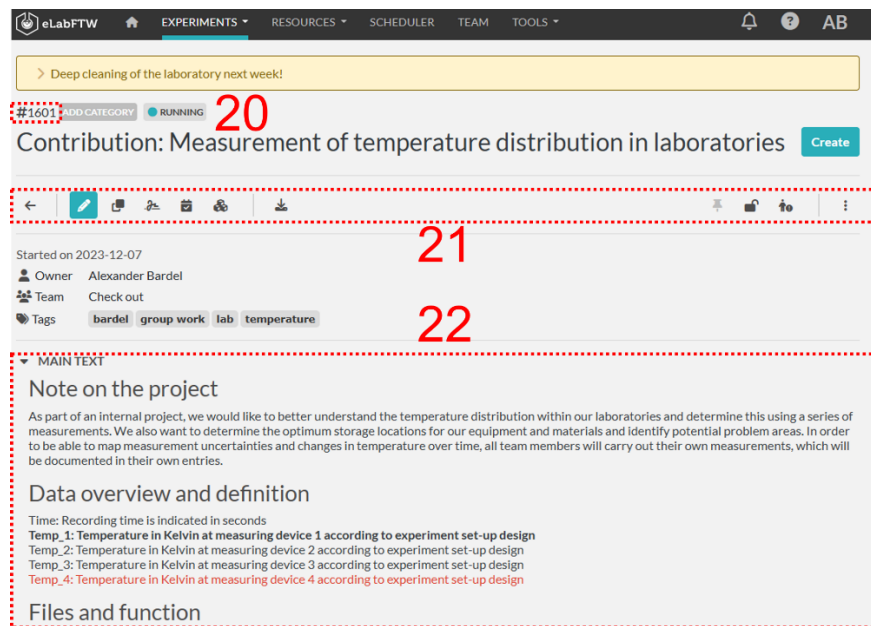 eLabFTW EXPERIMENTS RESOURCES SCHEDULER TEAM TOOLS AB
> Deep cleaning of the laboratory next week!
#1601 ADD CATEGORY RUNNING 20
Contribution: Measurement of temperature distribution in laboratories Create
21
Started on 2023-12-07
Owner Alexander Bardel
Team Check out
Tags bardel group work lab temperature
22
MAIN TEXT
Note on the project
As part of an internal project, we would like to better understand the temperature distribution within our laboratories and determine this using a series of
measurements. We also want to determine the optimum storage locations for our equipment and materials and identify potential problem areas. In order
to be able to map measurement uncertainties and changes in temperature over time, all team members will carry out their own measurements, which will
be documented in their own entries.
Data overview and definition
Time: Recording time is indicated in seconds
Temp_1: Temperature in Kelvin at measuring device 1 according to experiment set-up design
Temp_2: Temperature in Kelvin at measuring device 2 according to experiment set-up design
Temp_3: Temperature in Kelvin at measuring device 3 according to experiment set-up design
Temp_4: Temperature in Kelvin at measuring device 4 according to experiment set-up design
Files and function